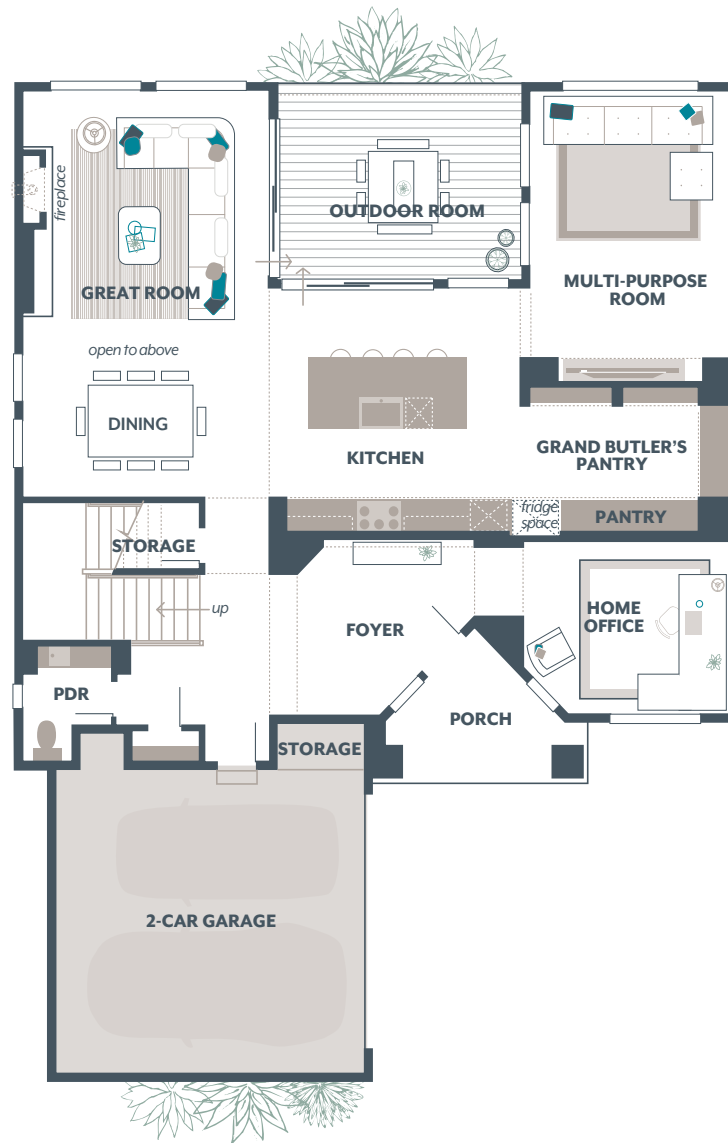 fireplace
OUTDOOR ROOM
GREAT ROOM
MULTI-PURPOSE
ROOM
open to above
DINING
KITCHEN
GRAND BUTLER'S
PANTRY
fridge
space
PANTRY
STORAGE
up
FOYER
HOME
OFFICE
PDR
PORCH
STORAGE
2-CAR GARAGE